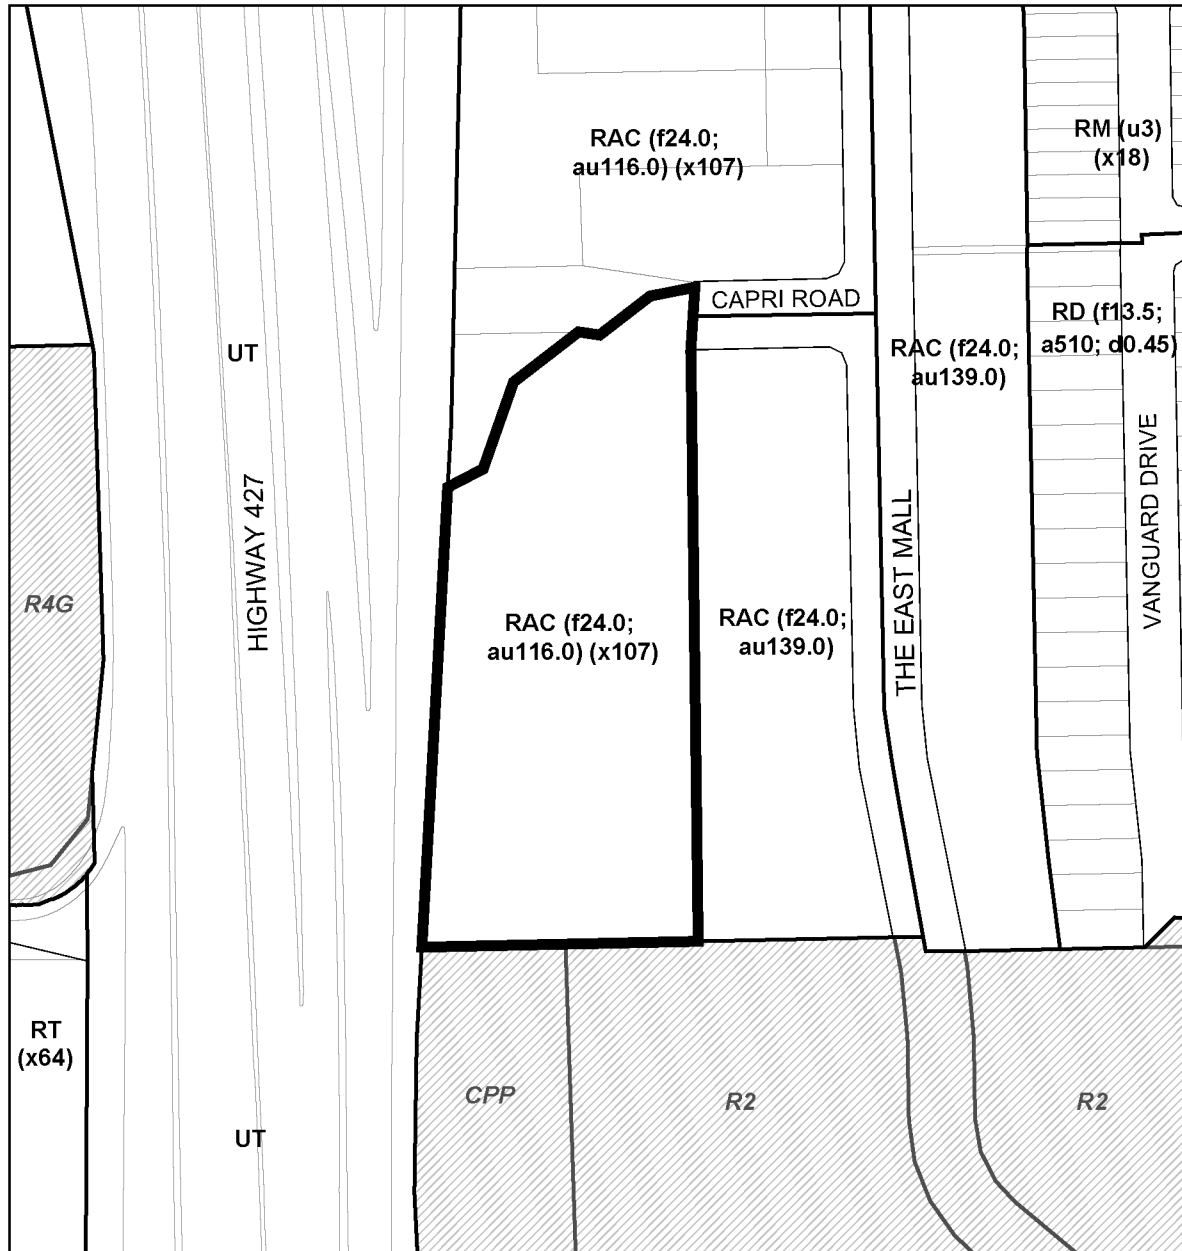 RAC (f24.0;
au116.0) (x107)
RM (u3)
(x18)
CAPRI ROAD
RD (f13.5;
a510; d0.45)
UT
RAC (f24.0;
au139.0)
HIGHWAY 427
VANGUARD DRIVE
THE EAST MALL
R4G
RAC (f24.0;
au116.0) (x107)
RAC (f24.0;
au139.0)
RT
(x64)
CPP
R2
R2
UT